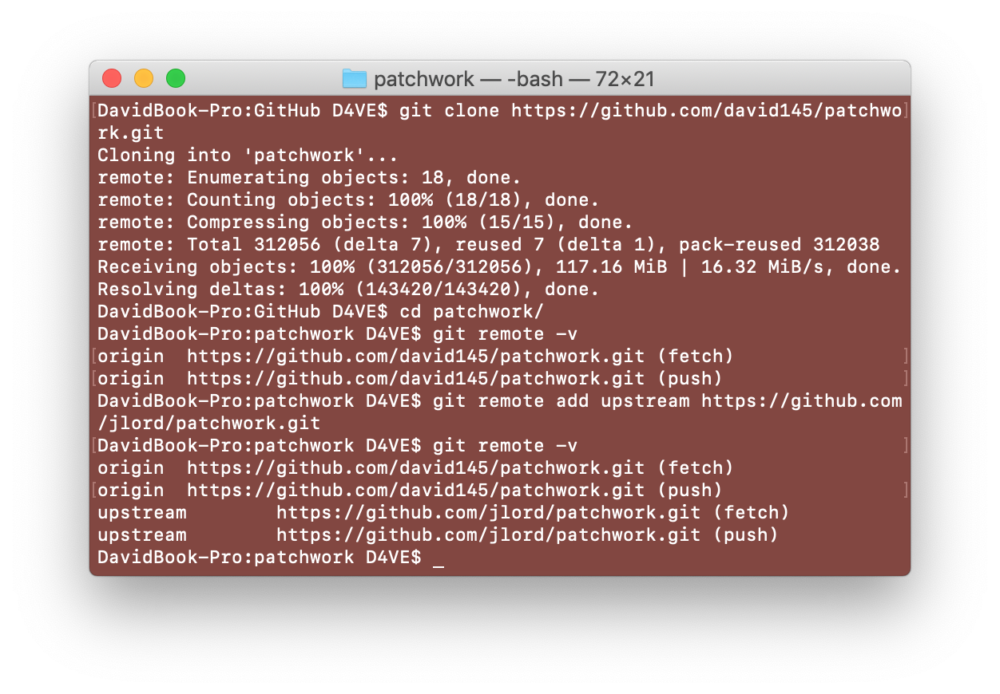 patchwork — -bash — 72×21
DavidBook-Pro:GitHub D4VE$ git clone https://github.com/david145/patchwo
rk.git
Cloning into 'patchwork'...
remote: Enumerating objects: 18, done.
remote: Counting objects: 100% (18/18), done.
remote: Compressing objects: 100% (15/15), done.
remote: Total 312056 (delta 7), reused 7 (delta 1), pack-reused 312038
Receiving objects: 100% (312056/312056), 117.16 MiB | 16.32 MiB/s, done.
Resolving deltas: 100% (143420/143420), done.
DavidBook-Pro:GitHub D4VE$ cd patchwork/
DavidBook-Pro:patchwork D4VE$ git remote -v
origin  https://github.com/david145/patchwork.git (fetch)
origin  https://github.com/david145/patchwork.git (push)
DavidBook-Pro:patchwork D4VE$ git remote add upstream https://github.com
/jlord/patchwork.git
DavidBook-Pro:patchwork D4VE$ git remote -v
origin  https://github.com/david145/patchwork.git (fetch)
origin  https://github.com/david145/patchwork.git (push)
upstream        https://github.com/jlord/patchwork.git (fetch)
upstream        https://github.com/jlord/patchwork.git (push)
DavidBook-Pro:patchwork D4VE$ _